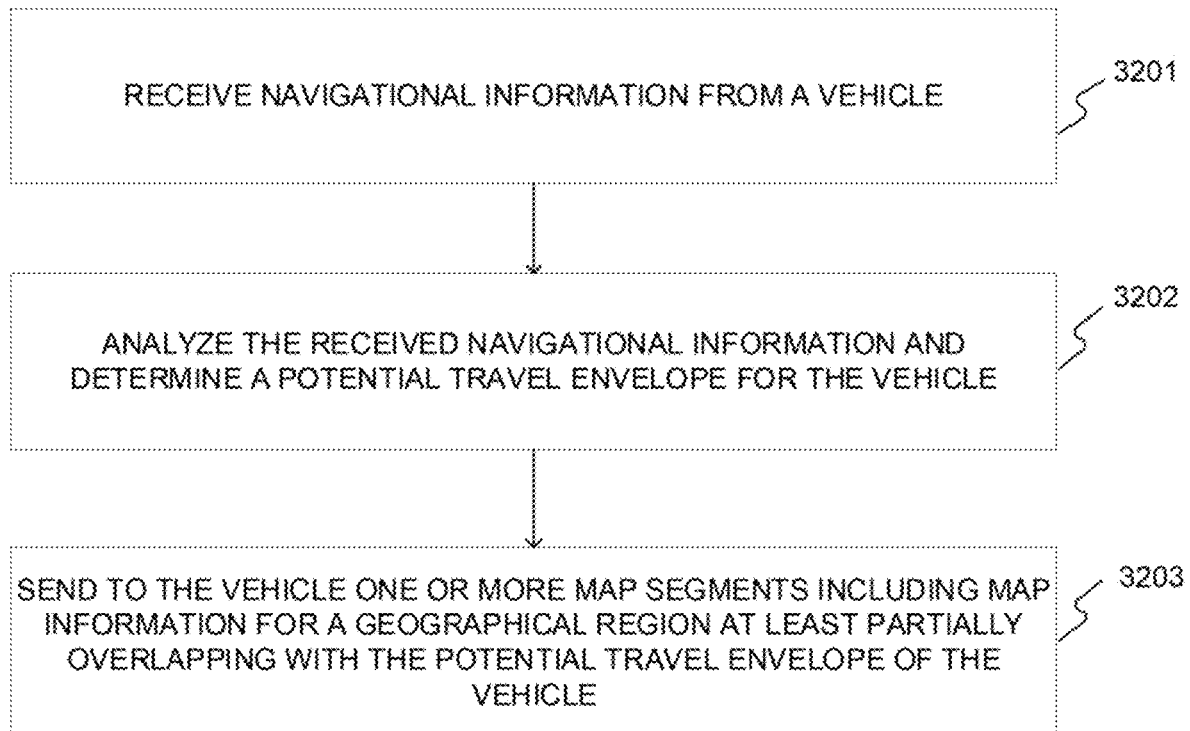 RECEIVE NAVIGATIONAL INFORMATION FROM A VEHICLE
3201
ANALYZE THE RECEIVED NAVIGATIONAL INFORMATION AND
DETERMINE A POTENTIAL TRAVEL ENVELOPE FOR THE VEHICLE
3202
SEND TO THE VEHICLE ONE OR MORE MAP SEGMENTS INCLUDING MAP
INFORMATION FOR A GEOGRAPHICAL REGION AT LEAST PARTIALLY
OVERLAPPING WITH THE POTENTIAL TRAVEL ENVELOPE OF THE
VEHICLE
3203